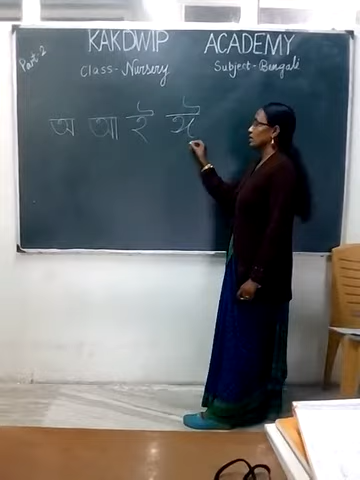 Part-2
KAKDWIP ACADEMY
Class-Nursery Subject-Bengali
অ আ ই ঈ